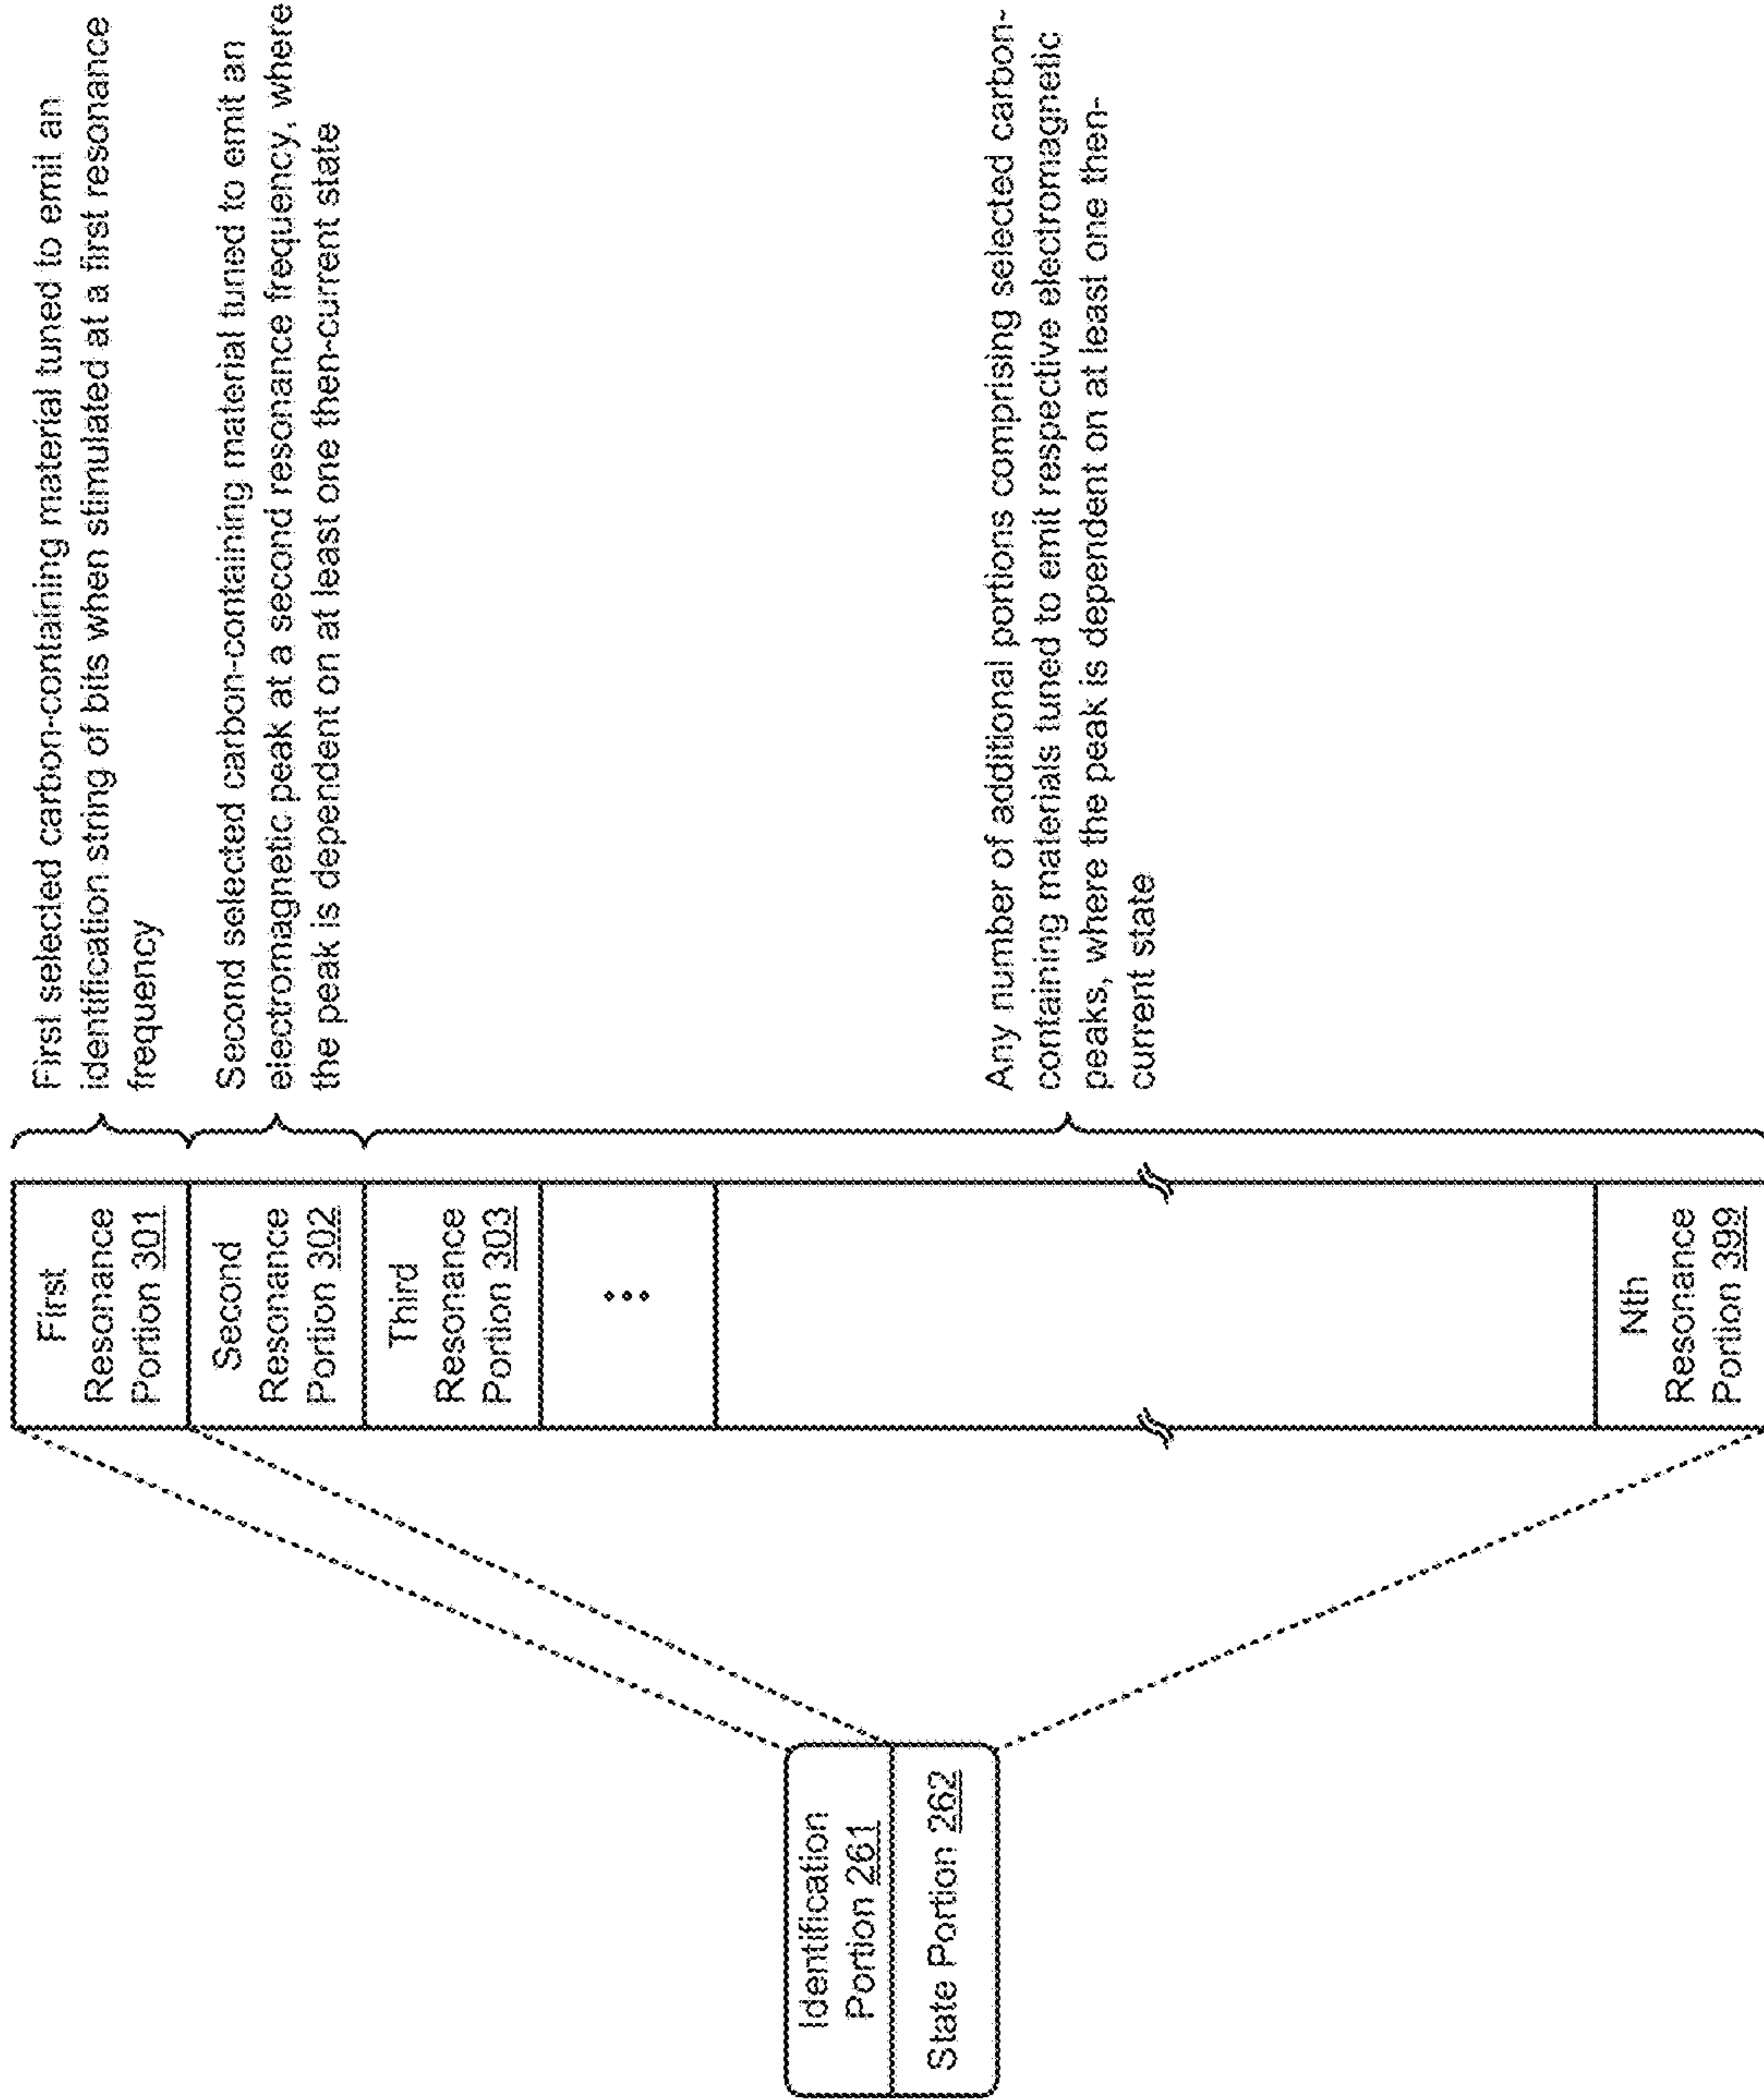 Identification
Portion 261
State Portion 262
First
Resonance
Portion 301
Second
Resonance
Portion 302
Third
Resonance
Portion 303
Nth
Resonance
Portion 399
First selected carbon-containing material tuned to emit an
identification string of bits when stimulated at a first resonance
frequency
Second selected carbon-containing material tuned to emit an
electromagnetic peak at a second resonance frequency, where
the peak is dependent on at least one then-current state
Any number of additional portions comprising selected carbon-
containing materials tuned to emit respective electromagnetic
peaks, where the peak is dependent on at least one then-
current state